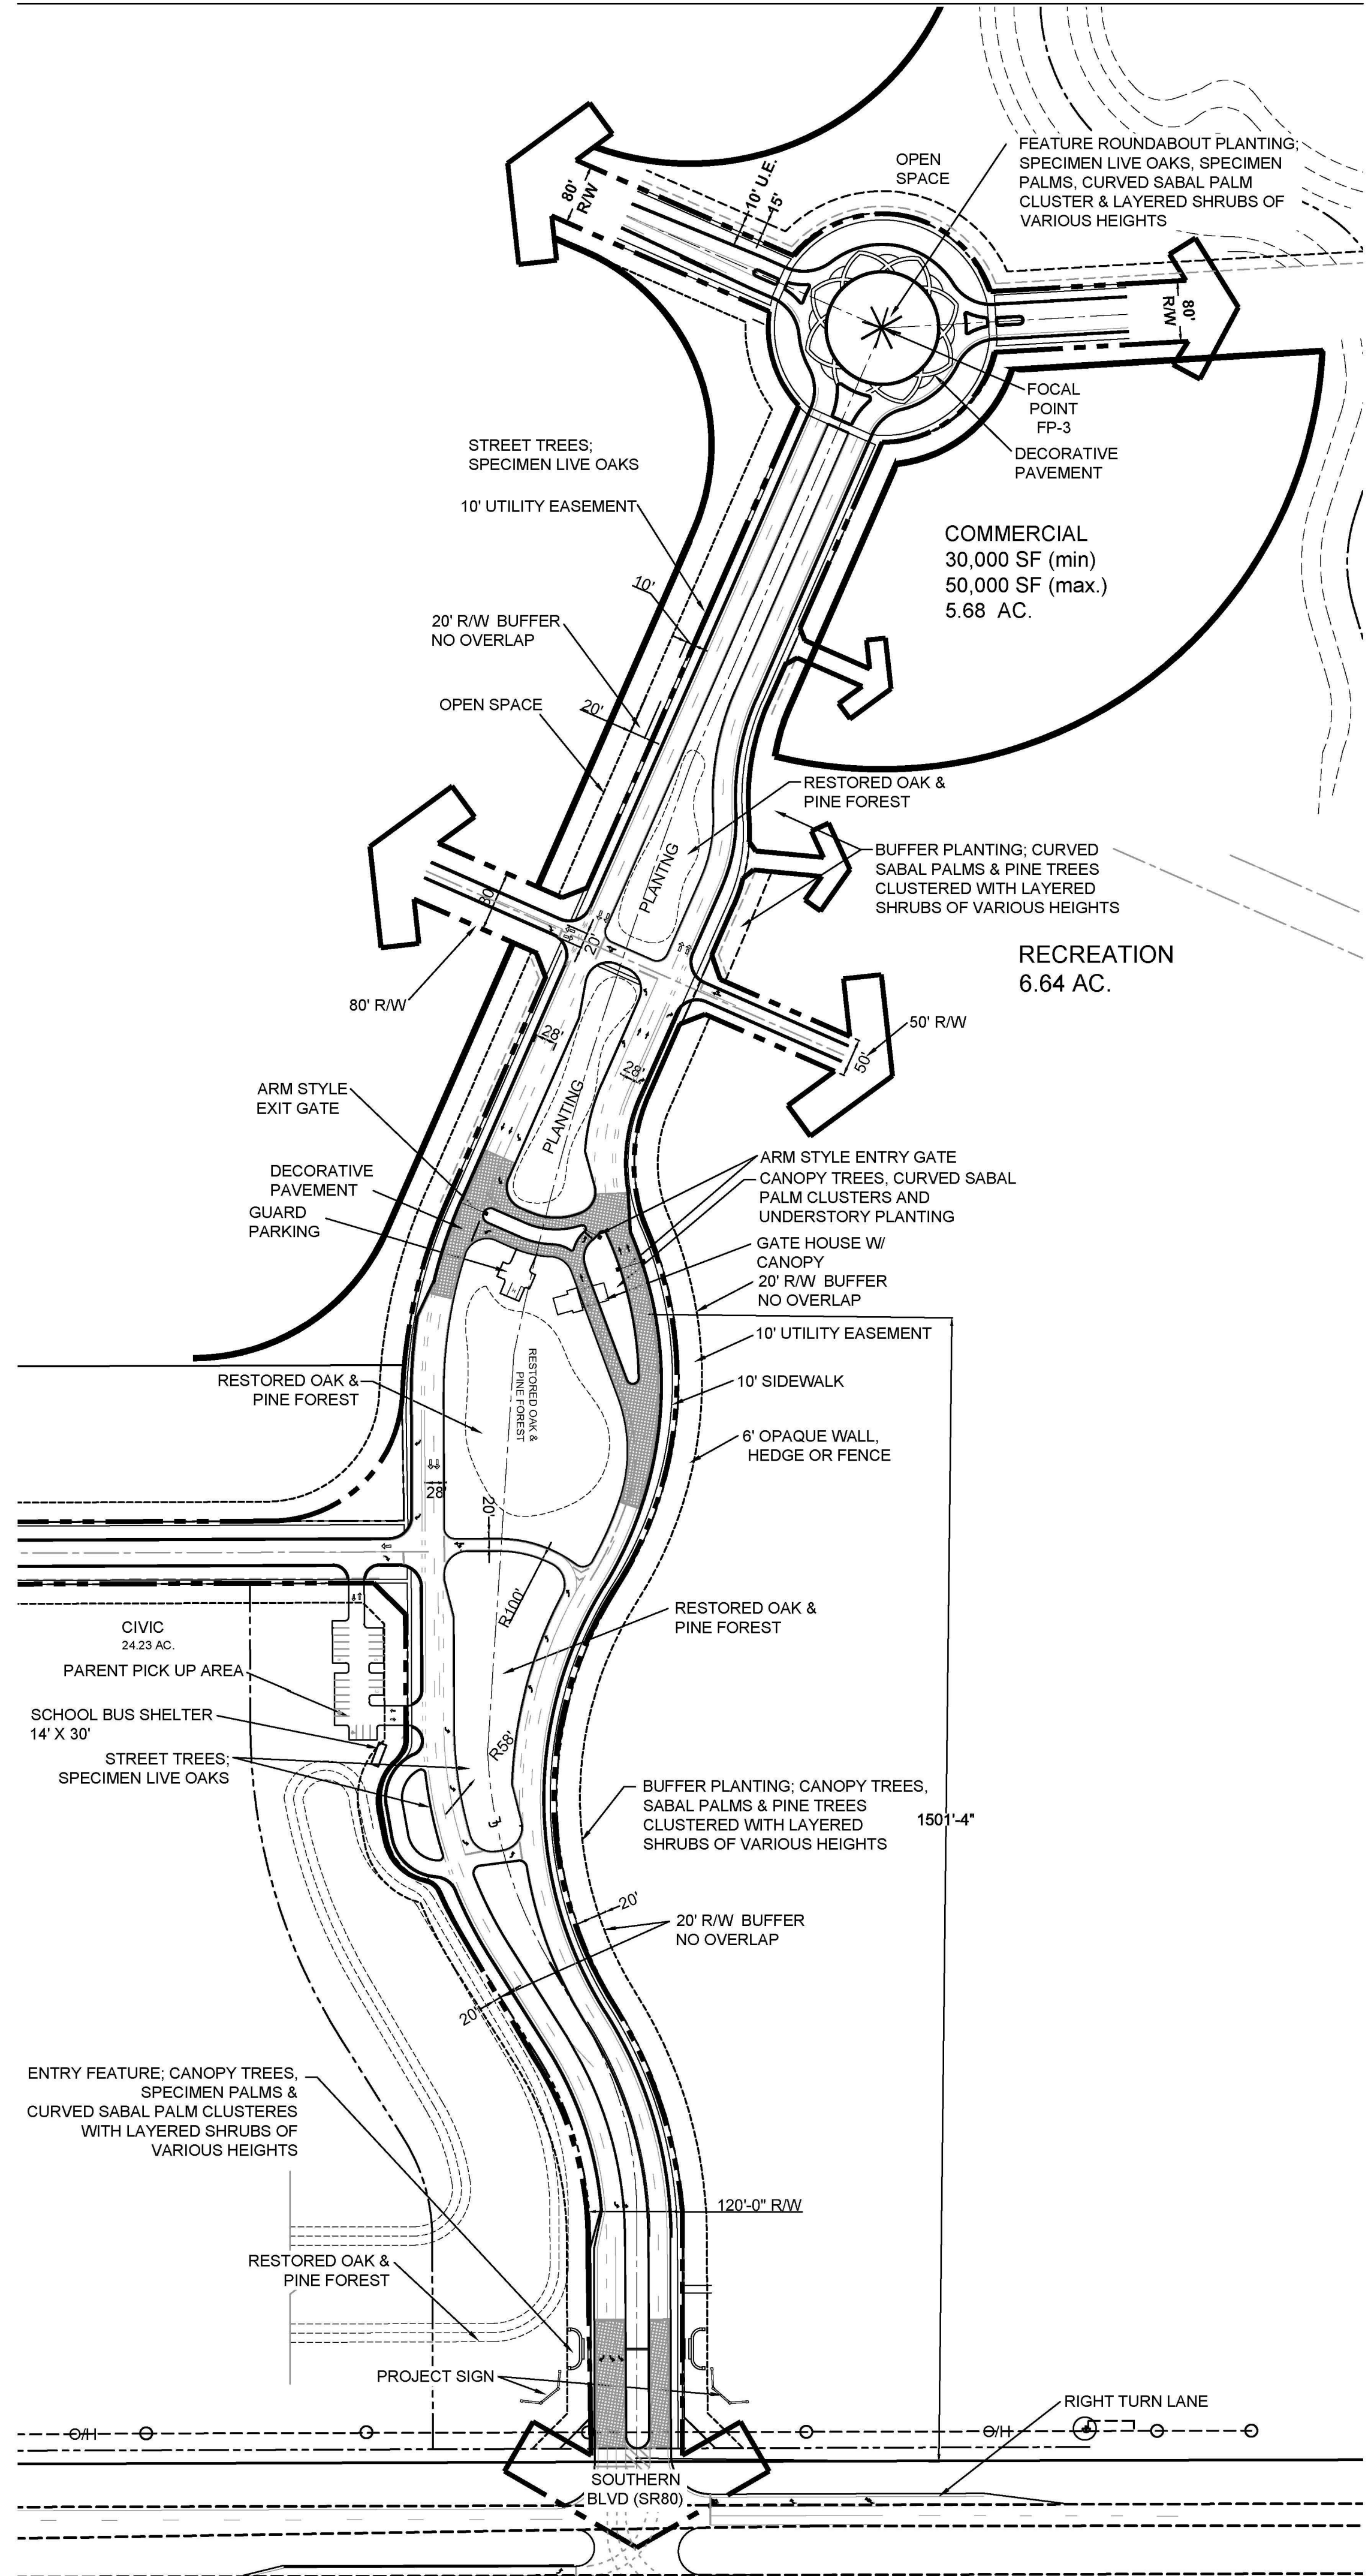 OPEN
SPACE
FEATURE ROUNDABOUT PLANTING;
SPECIMEN LIVE OAKS, SPECIMEN
PALMS, CURVED SABAL PALM
CLUSTER & LAYERED SHRUBS OF
VARIOUS HEIGHTS
80'
R/W
10' U.E.
15'
80'
R/W
FOCAL
POINT
FP-3
DECORATIVE
PAVEMENT
STREET TREES;
SPECIMEN LIVE OAKS
10' UTILITY EASEMENT
COMMERCIAL
30,000 SF (min)
50,000 SF (max.)
5.68 AC.
10'
20' R/W BUFFER
NO OVERLAP
OPEN SPACE
20'
RESTORED OAK &
PINE FOREST
PLANTNG
BUFFER PLANTING; CURVED
SABAL PALMS & PINE TREES
CLUSTERED WITH LAYERED
SHRUBS OF VARIOUS HEIGHTS
RECREATION
6.64 AC.
80'
20'
80' R/W
50' R/W
50'
28'
28'
PLANTING
ARM STYLE
EXIT GATE
DECORATIVE
PAVEMENT
GUARD
PARKING
ARM STYLE ENTRY GATE
CANOPY TREES, CURVED SABAL
PALM CLUSTERS AND
UNDERSTORY PLANTING
GATE HOUSE W/
CANOPY
20' R/W BUFFER
NO OVERLAP
10' UTILITY EASEMENT
RESTORED OAK &
PINE FOREST
RESTORED OAK &
PINE FOREST
10' SIDEWALK
6' OPAQUE WALL,
HEDGE OR FENCE
28'
20'
R100'
RESTORED OAK &
PINE FOREST
CIVIC
24.23 AC.
PARENT PICK UP AREA
SCHOOL BUS SHELTER
14' X 30'
STREET TREES;
SPECIMEN LIVE OAKS
R58'
BUFFER PLANTING; CANOPY TREES,
SABAL PALMS & PINE TREES
CLUSTERED WITH LAYERED
SHRUBS OF VARIOUS HEIGHTS
1501'-4"
20'
20' R/W BUFFER
NO OVERLAP
20'
ENTRY FEATURE; CANOPY TREES,
SPECIMEN PALMS &
CURVED SABAL PALM CLUSTERES
WITH LAYERED SHRUBS OF
VARIOUS HEIGHTS
120'-0" R/W
RESTORED OAK &
PINE FOREST
PROJECT SIGN
RIGHT TURN LANE
O/H
O/H
SOUTHERN
BLVD (SR80)